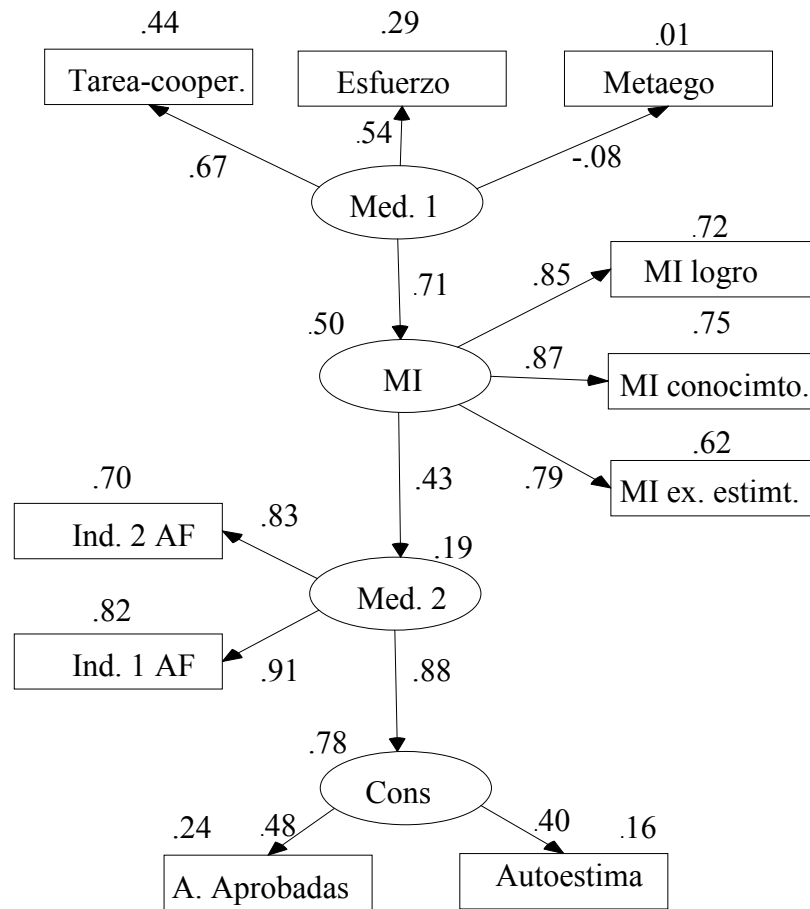 .44
.29
.01
Tarea-cooper.
Esfuerzo
Metaego
.54
.67
-.08
Med. 1
.72
MI logro
.85
.71
.50
.75
MI
.87
MI conocimto.
.62
.70
.43
.79
MI ex. estimt.
Ind. 2 AF
.83
.19
Med. 2
.82
Ind. 1 AF
.91
.88
.78
Cons
.24
.48
.40
.16
A. Aprobadas
Autoestima